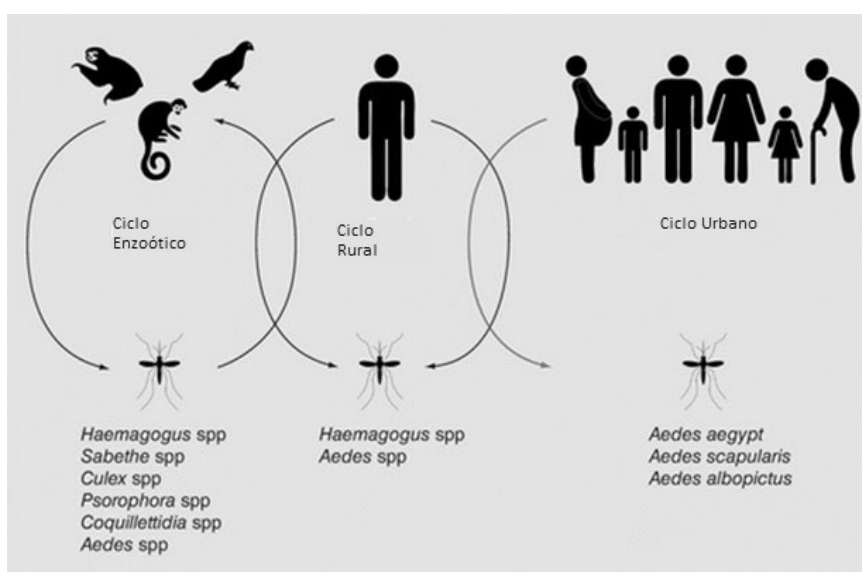 Ciclo
Enzoótico
Ciclo
Rural
Ciclo Urbano
Haemagogus spp
Sabethe spp
Culex spp
Psorophora spp
Coquillettidia spp
Aedes spp
Haemagogus spp
Aedes spp
Aedes aegypt
Aedes scapularis
Aedes albopictus